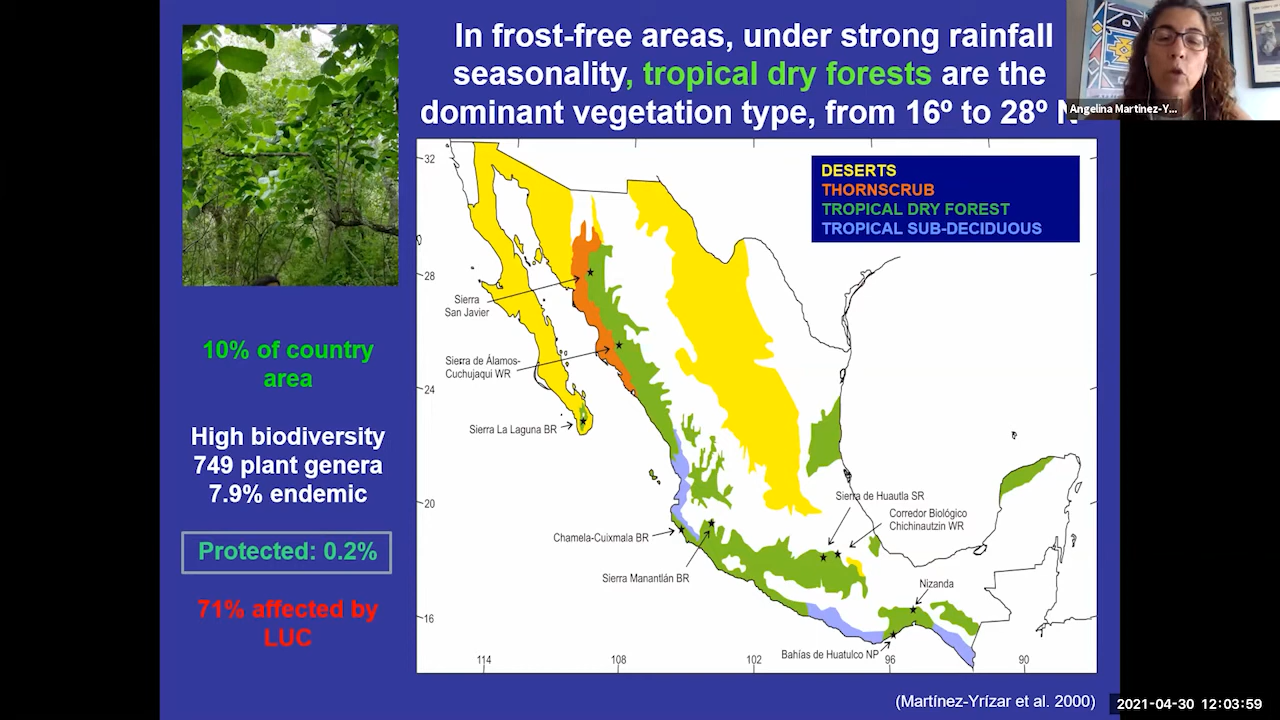 In frost-free areas, under strong rainfall
seasonality, tropical dry forests are the
dominant vegetation type, from 16º to 28º N
Angelina Martinez-Y...
10% of country
area
High biodiversity
749 plant genera
7.9% endemic
Protected: 0.2%
71% affected by
LUC
DESERTS
THORNSCRUB
TROPICAL DRY FOREST
TROPICAL SUB-DECIDUOUS
32
28
24
20
16
Sierra
San Javier
Sierra de Álamos-
Cuchujaqui WR
Sierra La Laguna BR
Chamela-Cuixmala BR
Sierra Manantlán BR
Sierra de Huautla SR
Corredor Biológico
Chichinautzin WR
Nizanda
Bahías de Huatulco NP
114
108
102
96
90
(Martínez-Yrízar et al. 2000)
2021-04-30 12:03:59